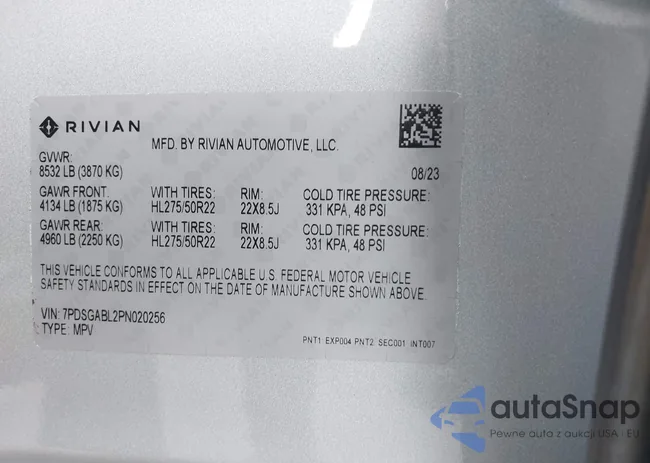 RIVIAN
MFD. BY RIVIAN AUTOMOTIVE, LLC.
GVWR:
8532 LB (3870 KG) 08/23
GAWR FRONT: WITH TIRES: RIM: COLD TIRE PRESSURE:
4134 LB (1875 KG) HL275/50R22 22X8.5J 331 KPA, 48 PSI
GAWR REAR: WITH TIRES: RIM: COLD TIRE PRESSURE:
4960 LB (2250 KG) HL275/50R22 22X8.5J 331 KPA, 48 PSI
THIS VEHICLE CONFORMS TO ALL APPLICABLE U.S. FEDERAL MOTOR VEHICLE
SAFETY STANDARDS IN EFFECT ON THE DATE OF MANUFACTURE SHOWN ABOVE.
VIN: 7PDSGABL2PN020256
TYPE: MPV
PNT1: EXP004 PNT2: SEC001 INT007
autoSnap
Pewne auta z aukcji USA i EU